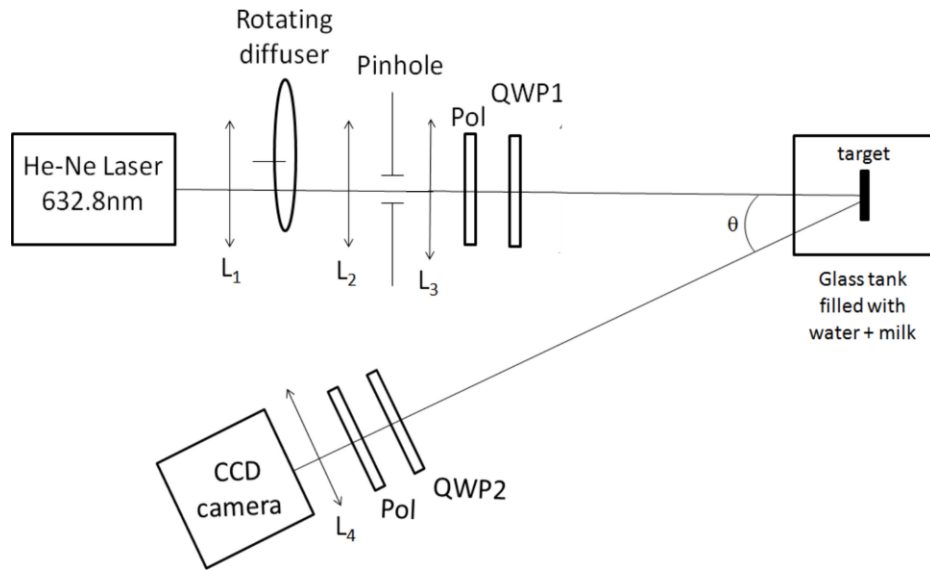 Rotating
diffuser
Pinhole
QWP1
Pol
He-Ne Laser
632.8nm
target
θ
L₁
L₂
L₃
Glass tank
filled with
water + milk
CCD
camera
QWP2
Pol
L₄